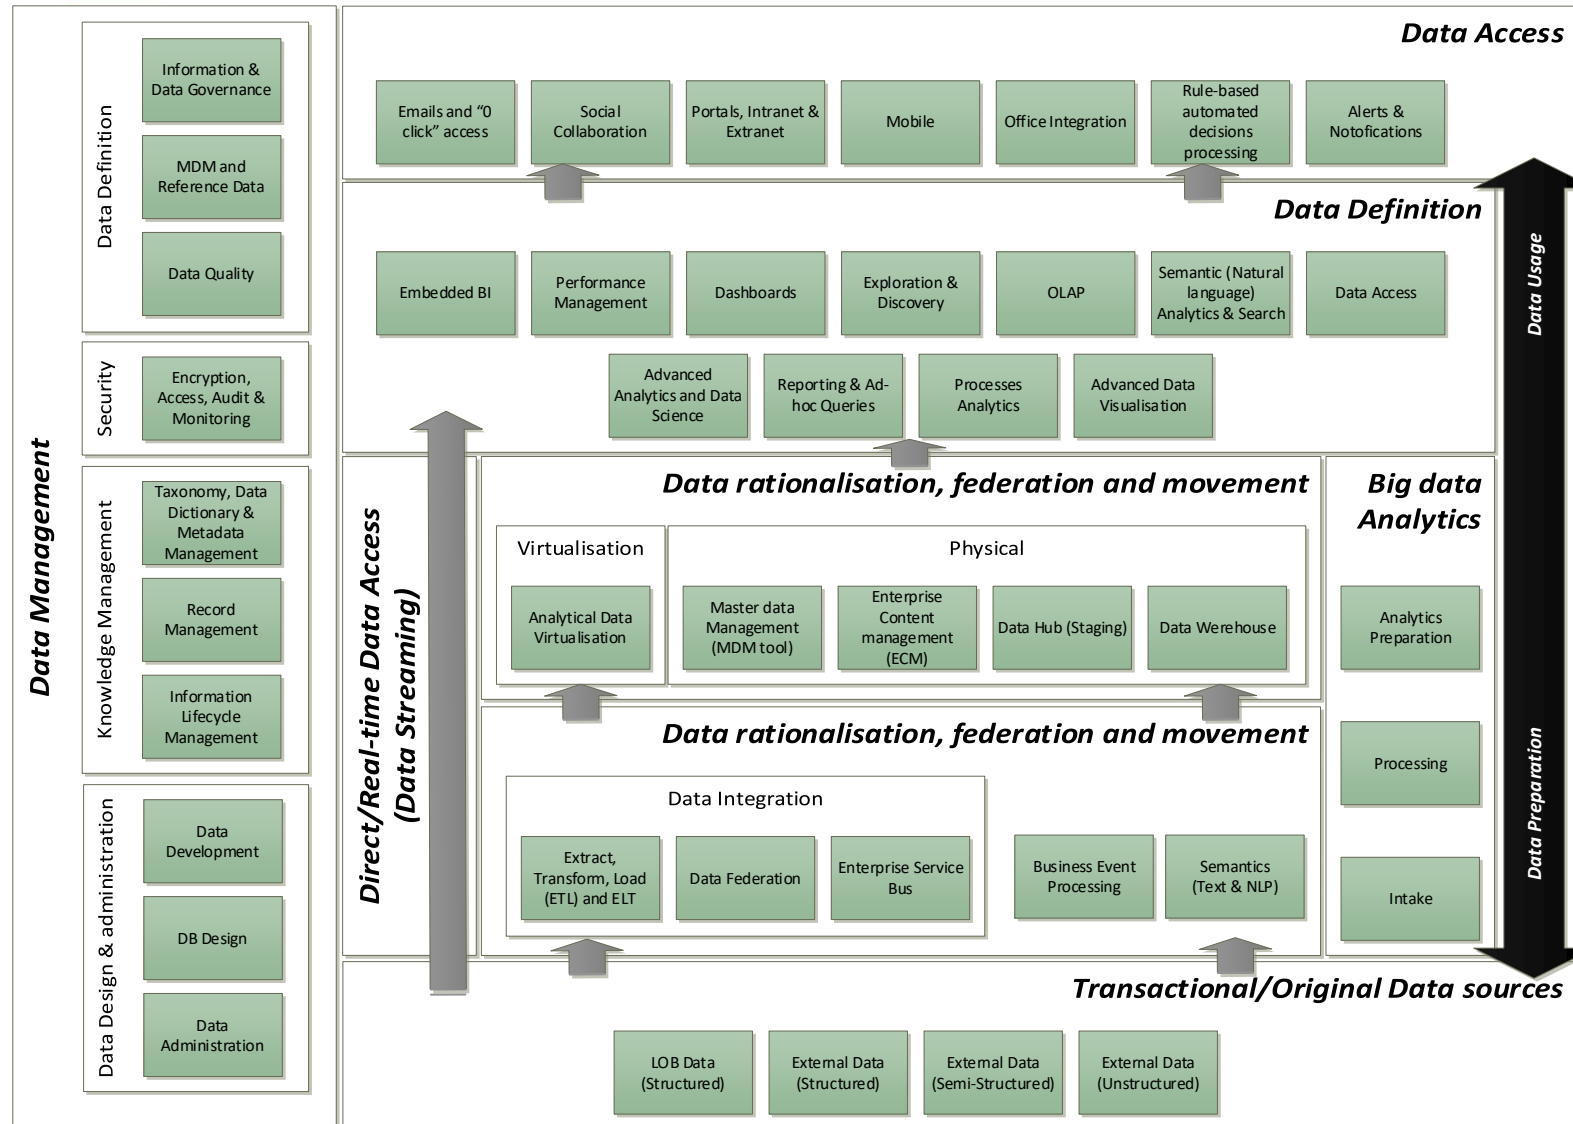 Data Management
Data Definition
Information &
Data Governance
MDM and
Reference Data
Data Quality
Security
Encryption,
Access, Audit &
Monitoring
Knowledge Management
Taxonomy, Data
Dictionary &
Metadata
Management
Record
Management
Information
Lifecycle
Management
Data Design & administration
Data
Development
DB Design
Data
Administration
Data Access
Emails and “0
click” access
Social
Collaboration
Portals, Intranet &
Extranet
Mobile
Office Integration
Rule-based
automated
decisions
processing
Alerts &
Notofications
Data Definition
Embedded BI
Performance
Management
Dashboards
Exploration &
Discovery
OLAP
Semantic (Natural
language)
Analytics & Search
Data Access
Advanced
Analytics and Data
Science
Reporting & Ad-
hoc Queries
Processes
Analytics
Advanced Data
Visualisation
Direct/Real-time Data Access
(Data Streaming)
Data rationalisation, federation and movement
Virtualisation
Analytical Data
Virtualisation
Physical
Master data
Management
(MDM tool)
Enterprise
Content
management
(ECM)
Data Hub (Staging)
Data Werehouse
Data rationalisation, federation and movement
Data Integration
Extract,
Transform, Load
(ETL) and ELT
Data Federation
Enterprise Service
Bus
Business Event
Processing
Semantics
(Text & NLP)
Big data
Analytics
Analytics
Preparation
Processing
Intake
Data Usage
Data Preparation
Transactional/Original Data sources
LOB Data
(Structured)
External Data
(Structured)
External Data
(Semi-Structured)
External Data
(Unstructured)